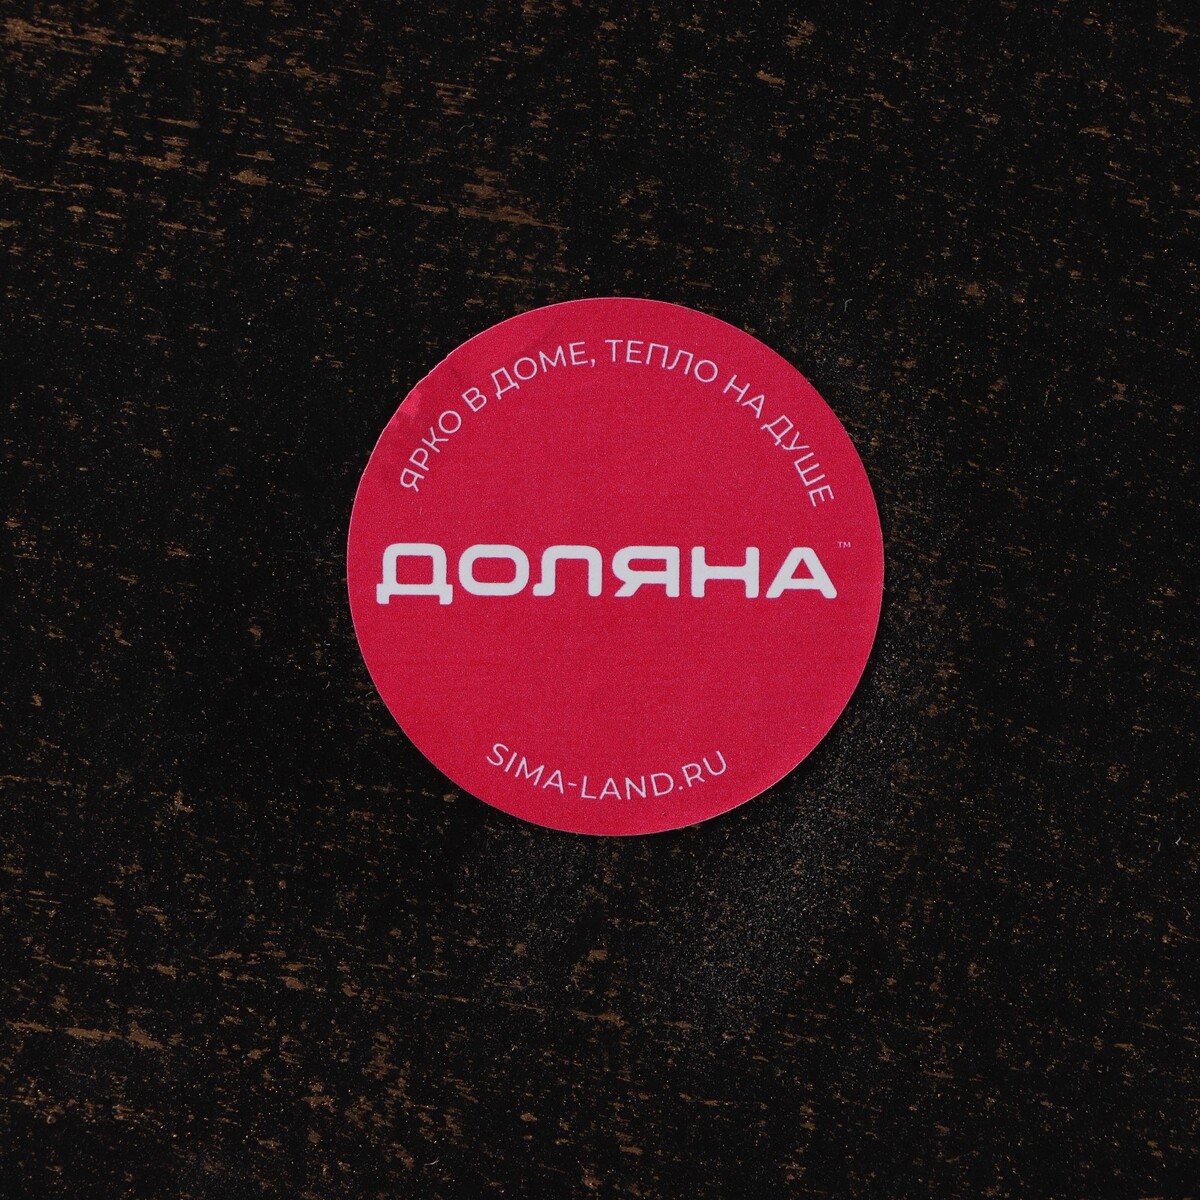 ЯРКО В ДОМЕ, ТЕПЛО НА ДУШЕ
ДОЛЯНА™
SIMA-LAND.RU